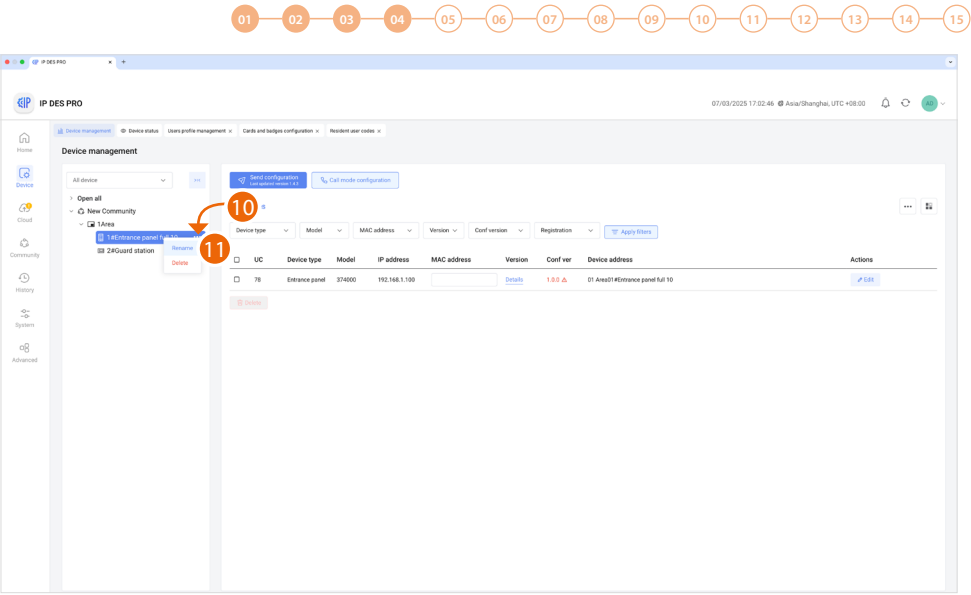 01 02 03 04 05 06 07 08 09 10 11 12 13 14 15
IP DES PRO × +
IP DES PRO
07/03/2025 17:02:46 Asia/Shanghai, UTC +08:00
AU
Device management Device status Users profile management × Cards and badges configuration × Resident user codes ×
Home
Device management
Device
All device
Send configuration
Last updated version 1.0.3
Call mode configuration
Open all
Cloud
New Community
10
1Area
Device type Model MAC address Version Conf version Registration Apply filters
1#Entrance panel full 10
11
Rename
2#Guard station
Community
Delete
UC Device type Model IP address MAC address Version Conf ver Device address Actions
78 Entrance panel 374000 192.168.1.100 Details 1.0.0 01 Area01#Entrance panel full 10 Edit
History
Delete
System
Advanced